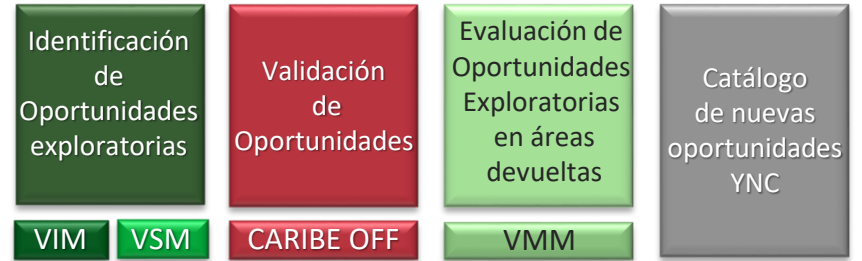 Identificación
de
Oportunidades
exploratorias
VIM
VSM
Validación
de
Oportunidades
CARIBE OFF
Evaluación de
Oportunidades
Exploratorias
en áreas
devueltas
VMM
Catálogo
de nuevas
oportunidades
YNC